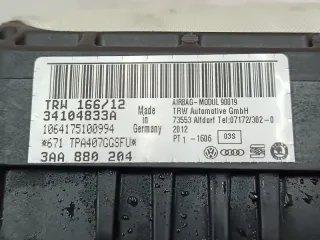 TRW 166/12
34104833A
1064175100994
*671 TPA407GGSFU*
3AA 880 204
Made
in
Germany
AIRBAG-MODUL 90019
TRW Automotive GmbH
73553 Alfdorf Tel:07172/302-0
2012
PT 1-1606 03S